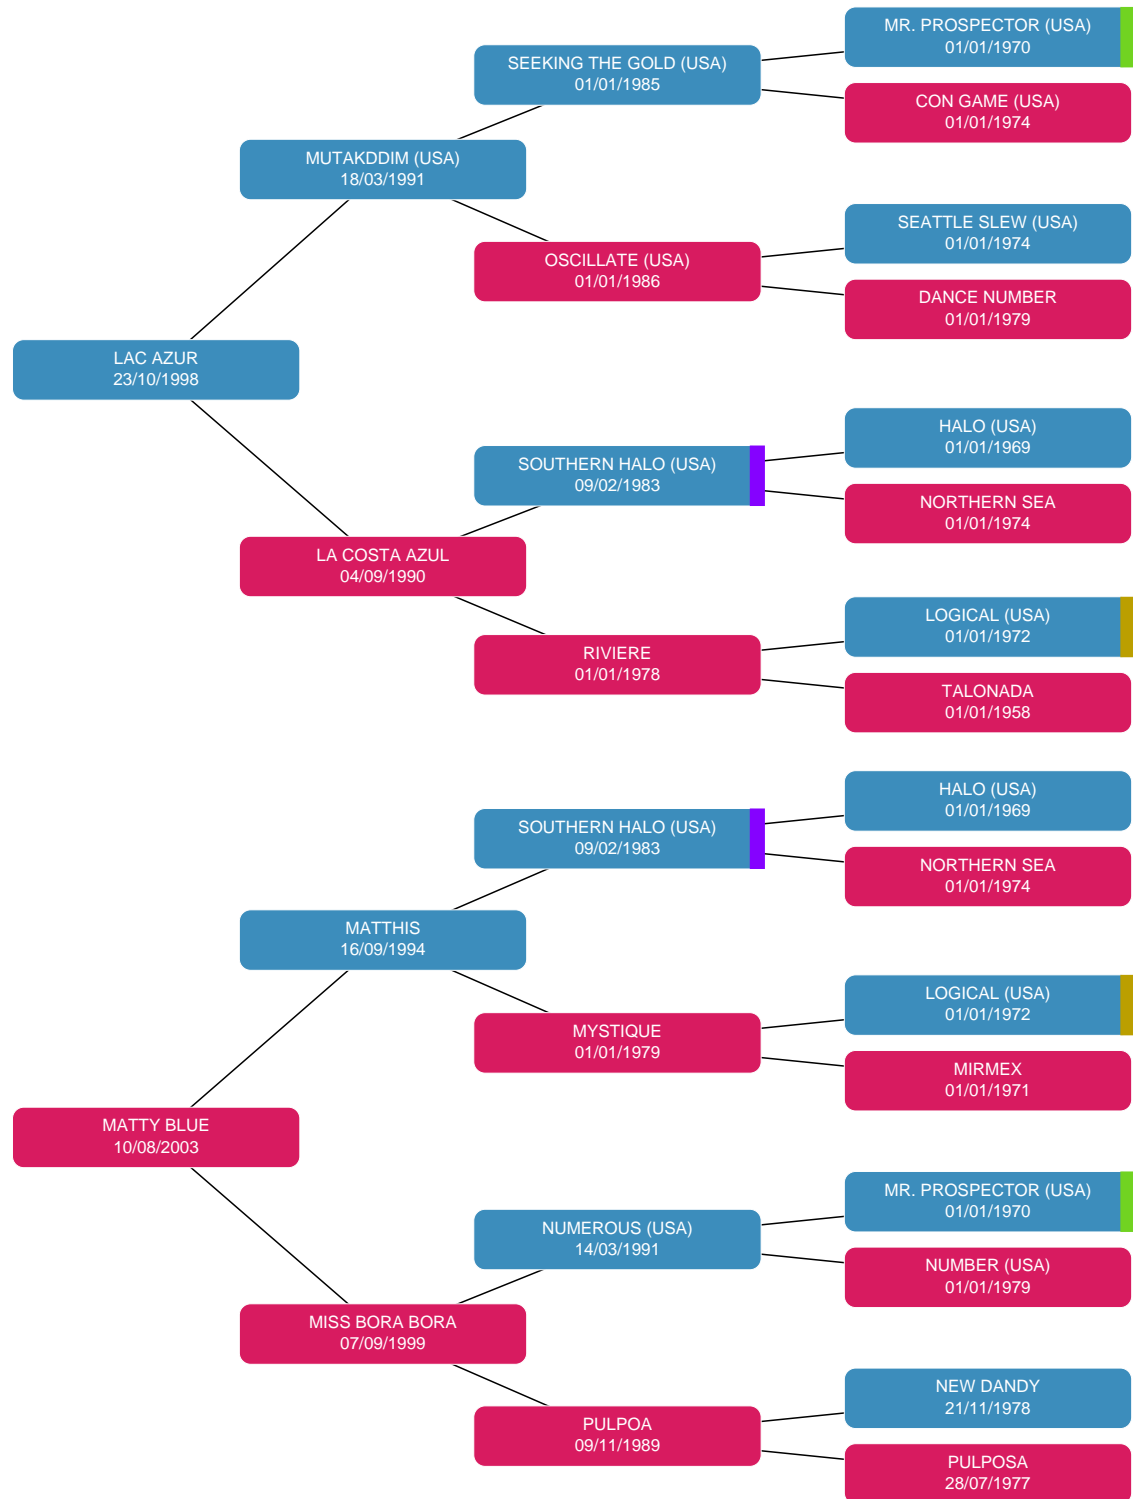 MR. PROSPECTOR (USA)
01/01/1970
SEEKING THE GOLD (USA)
01/01/1985
CON GAME (USA)
01/01/1974
MUTAKDDIM (USA)
18/03/1991
SEATTLE SLEW (USA)
01/01/1974
OSCILLATE (USA)
01/01/1986
DANCE NUMBER
01/01/1979
LAC AZUR
23/10/1998
HALO (USA)
01/01/1969
SOUTHERN HALO (USA)
09/02/1983
NORTHERN SEA
01/01/1974
LA COSTA AZUL
04/09/1990
LOGICAL (USA)
01/01/1972
RIVIERE
01/01/1978
TALONADA
01/01/1958
HALO (USA)
01/01/1969
SOUTHERN HALO (USA)
09/02/1983
NORTHERN SEA
01/01/1974
MATTHIS
16/09/1994
LOGICAL (USA)
01/01/1972
MYSTIQUE
01/01/1979
MIRMEX
01/01/1971
MATTY BLUE
10/08/2003
MR. PROSPECTOR (USA)
01/01/1970
NUMEROUS (USA)
14/03/1991
NUMBER (USA)
01/01/1979
MISS BORA BORA
07/09/1999
NEW DANDY
21/11/1978
PULPOA
09/11/1989
PULPOSA
28/07/1977